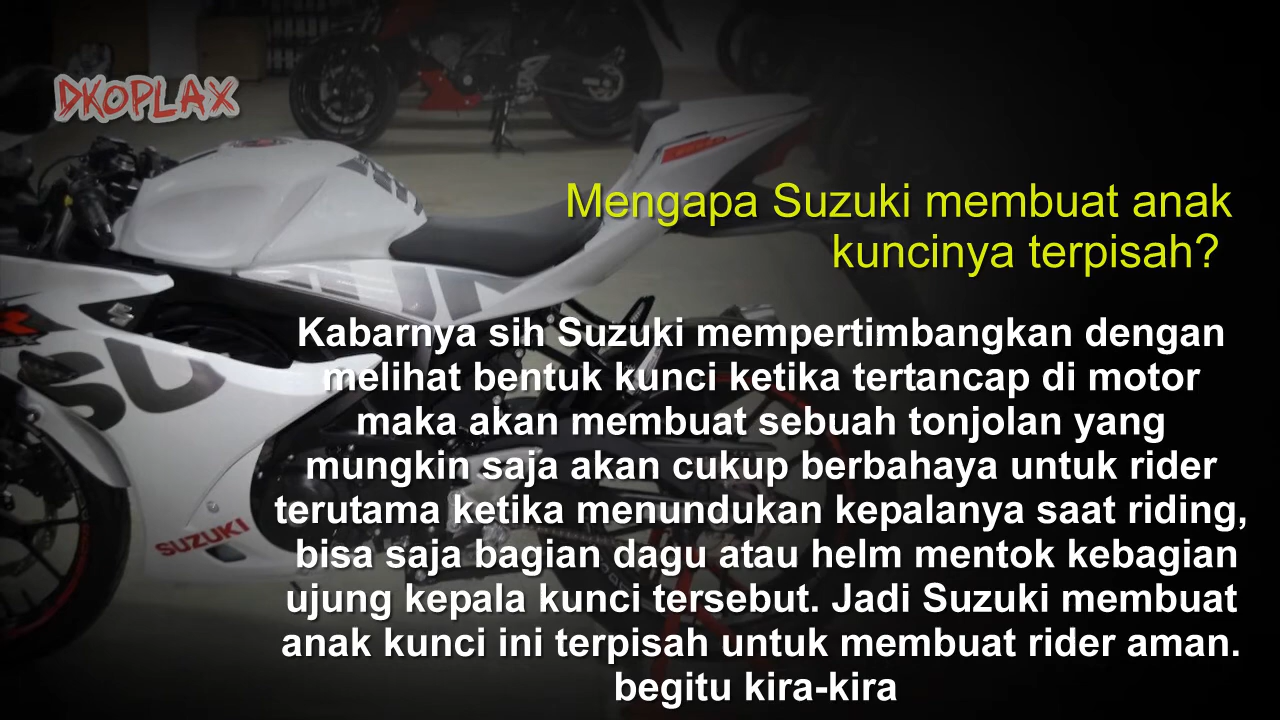 DKOPLAX
Mengapa Suzuki membuat anak
kuncinya terpisah?
Kabarnya sih Suzuki mempertimbangkan dengan
melihat bentuk kunci ketika tertancap di motor
maka akan membuat sebuah tonjolan yang
mungkin saja akan cukup berbahaya untuk rider
terutama ketika menundukan kepalanya saat riding,
bisa saja bagian dagu atau helm mentok kebagian
ujung kepala kunci tersebut. Jadi Suzuki membuat
anak kunci ini terpisah untuk membuat rider aman.
begitu kira-kira
SUZUKI